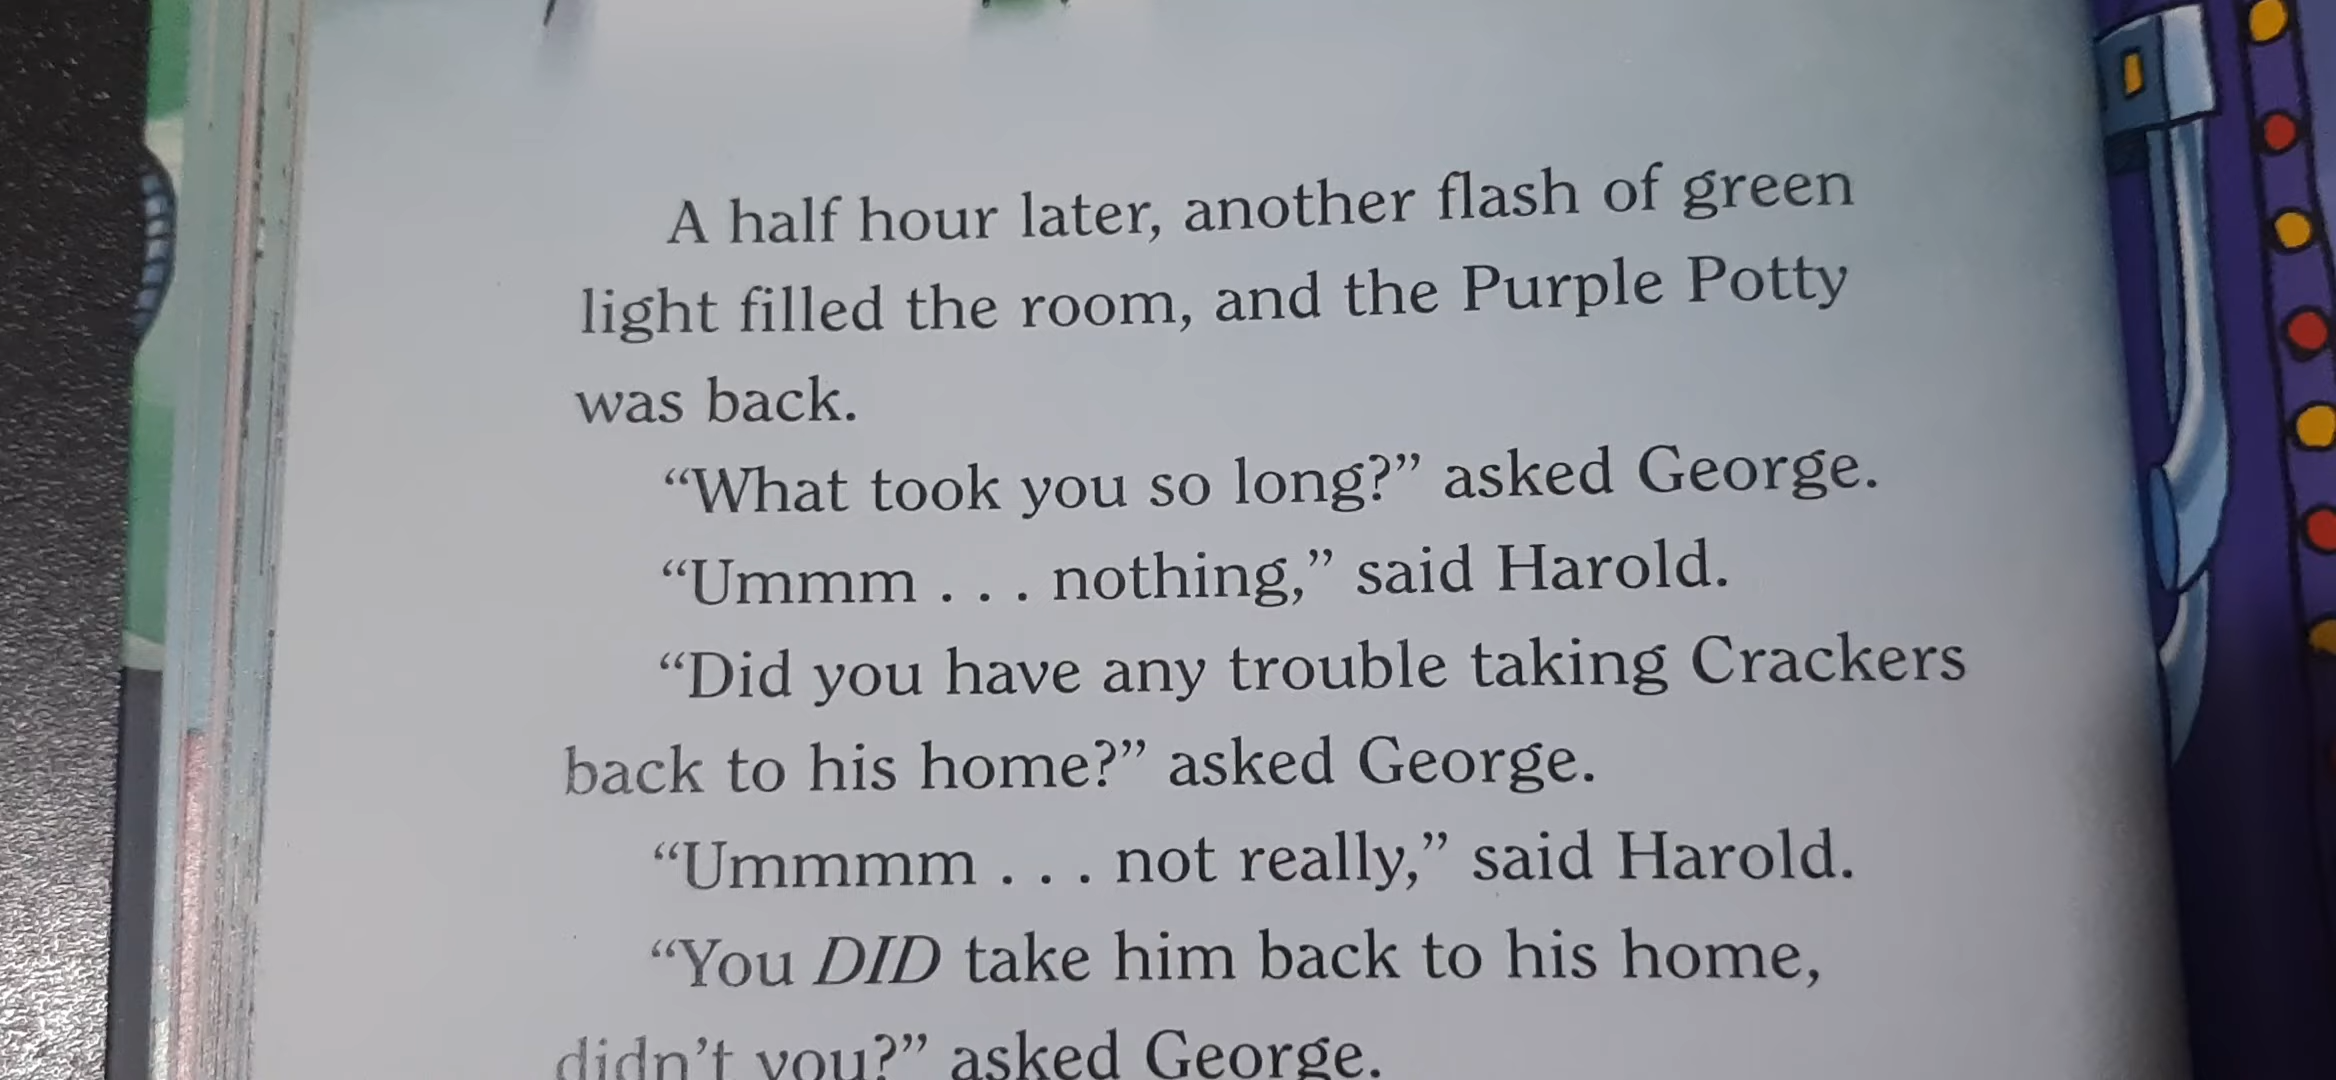 A half hour later, another flash of green
light filled the room, and the Purple Potty
was back.
“What took you so long?” asked George.
“Ummm . . . nothing,” said Harold.
“Did you have any trouble taking Crackers
back to his home?” asked George.
“Ummmm . . . not really,” said Harold.
“You DID take him back to his home,
didn’t you?” asked George.